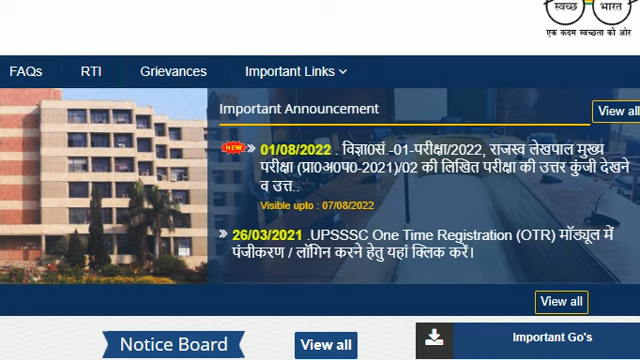 स्वच्छ भारत
एक कदम स्वच्छता की ओर
FAQs RTI Grievances Important Links
Important Announcement
View all
NEW 01/08/2022 . विज्ञा0सं.-01-परीक्षा/2022, राजस्व लेखपाल मुख्य
परीक्षा (प्रा0अ0प0-2021)/02 की लिखित परीक्षा की उत्तर कुंजी देखने
व उत्त..
Visible upto : 07/08/2022
26/03/2021 .UPSSSC One Time Registration (OTR) मॉड्यूल में
पंजीकरण / लॉगिन करने हेतु यहां क्लिक करें।
View all
Notice Board View all
Important Go's